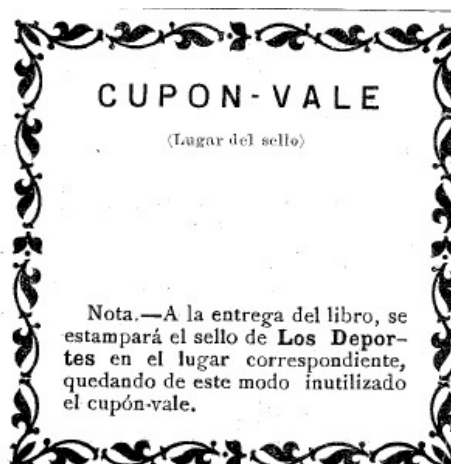 CUPON-VALE
(Lugar del sello)
Nota.—A la entrega del libro, se
estampará el sello de Los Depor-
tes en el lugar correspondiente,
quedando de este modo inutilizado
el cupón-vale.